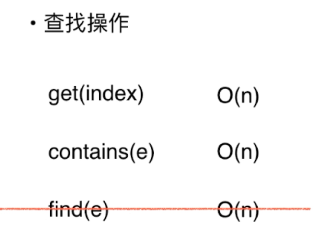 • 查找操作
get(index) O(n)
contains(e) O(n)
find(e) O(n)